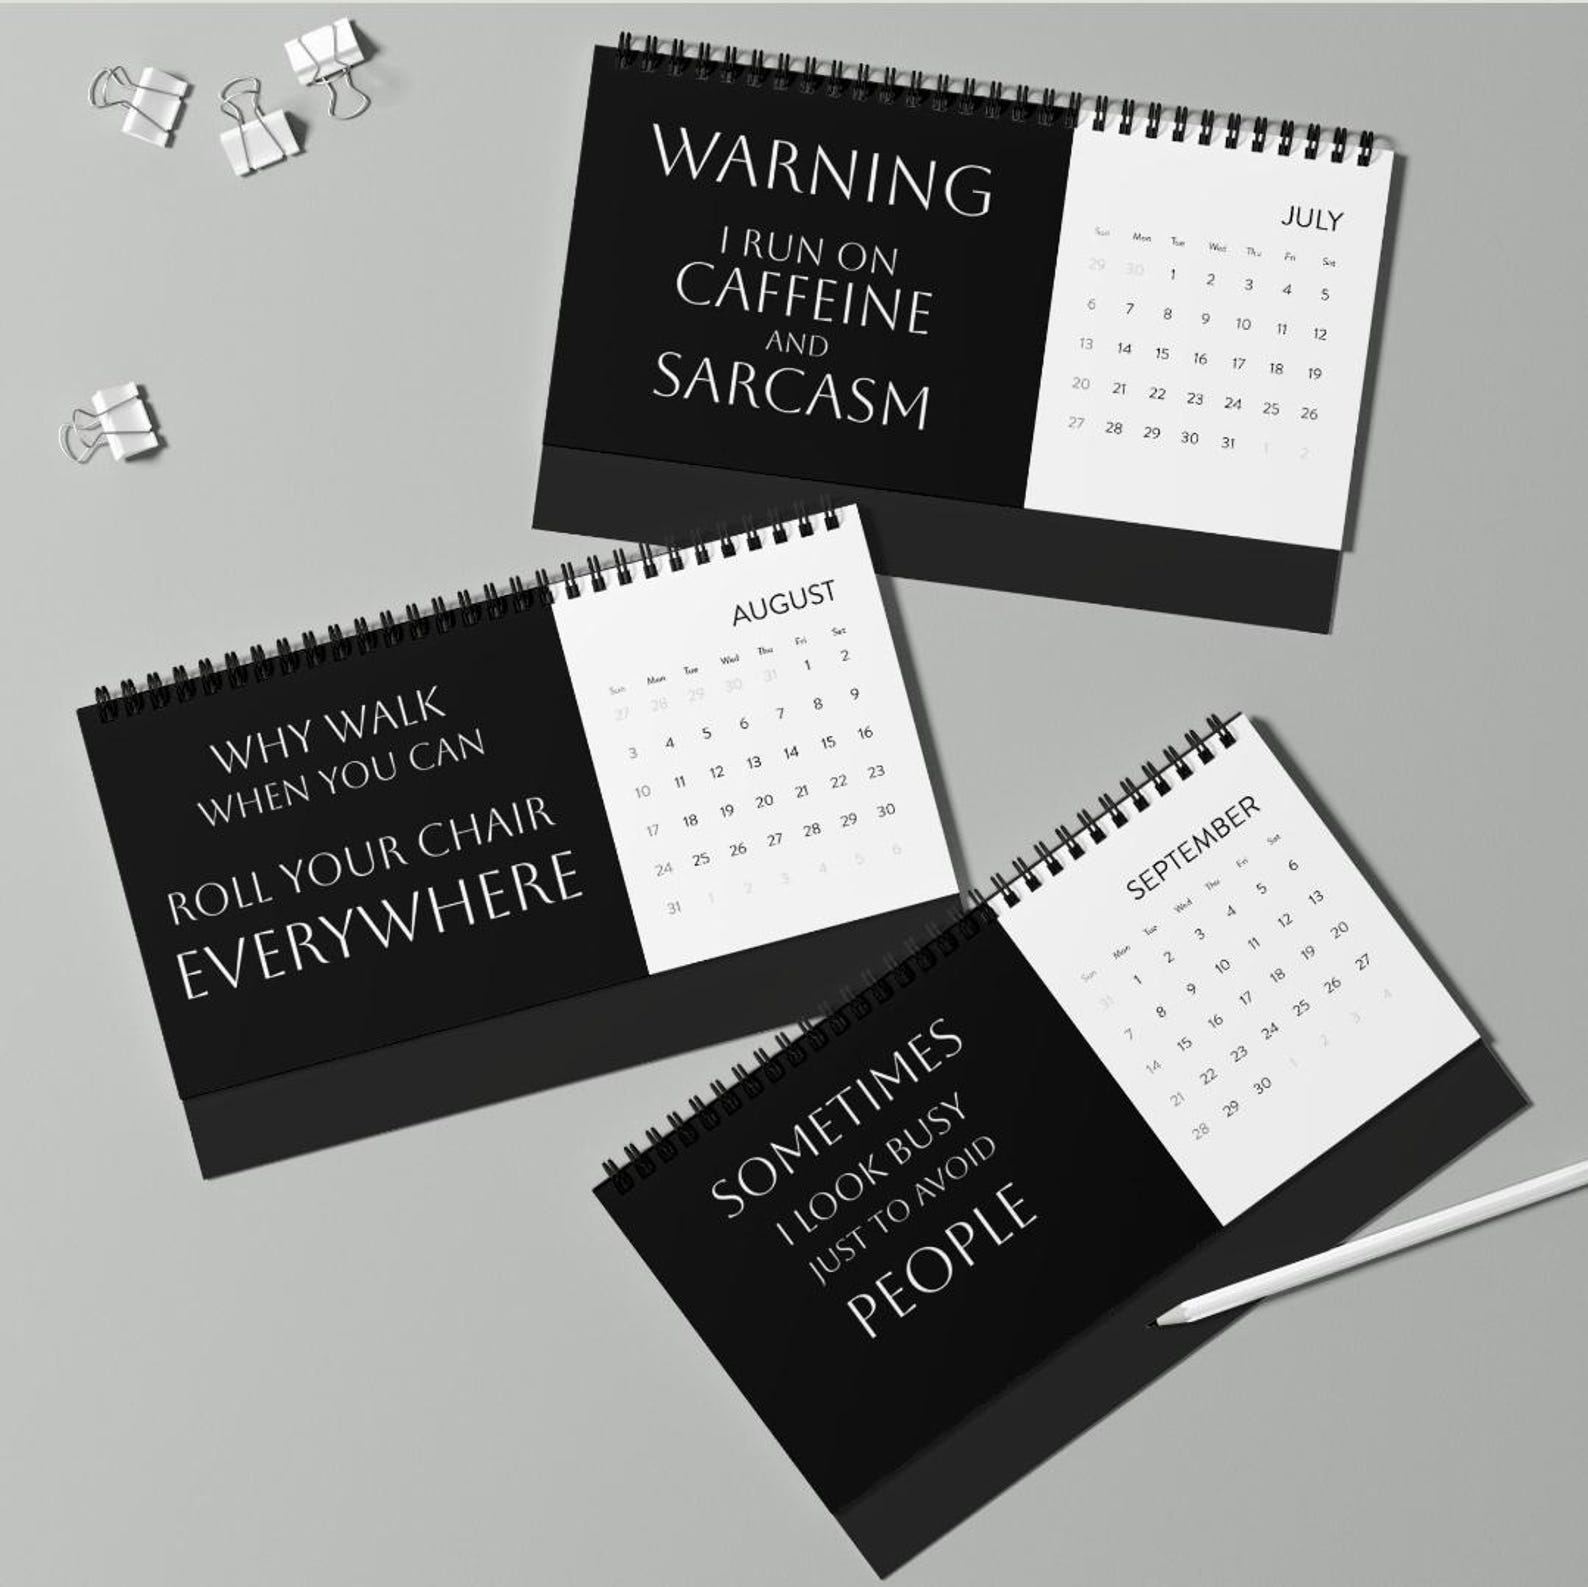 WARNING
I RUN ON
CAFFEINE
AND
SARCASM
JULY
Sun Mon Tue Wed Thu Fri Sat
29 30 1 2 3 4 5
6 7 8 9 10 11 12
13 14 15 16 17 18 19
20 21 22 23 24 25 26
27 28 29 30 31 1 2
WHY WALK
WHEN YOU CAN
ROLL YOUR CHAIR
EVERYWHERE
AUGUST
Sun Mon Tue Wed Thu Fri Sat
27 28 29 30 31 1 2
3 4 5 6 7 8 9
10 11 12 13 14 15 16
17 18 19 20 21 22 23
24 25 26 27 28 29 30
31 1 2 3 4 5 6
SOMETIMES
I LOOK BUSY
JUST TO AVOID
PEOPLE
SEPTEMBER
Sun Mon Tue Wed Thu Fri Sat
31 1 2 3 4 5 6
7 8 9 10 11 12 13
14 15 16 17 18 19 20
21 22 23 24 25 26 27
28 29 30 1 2 3 4